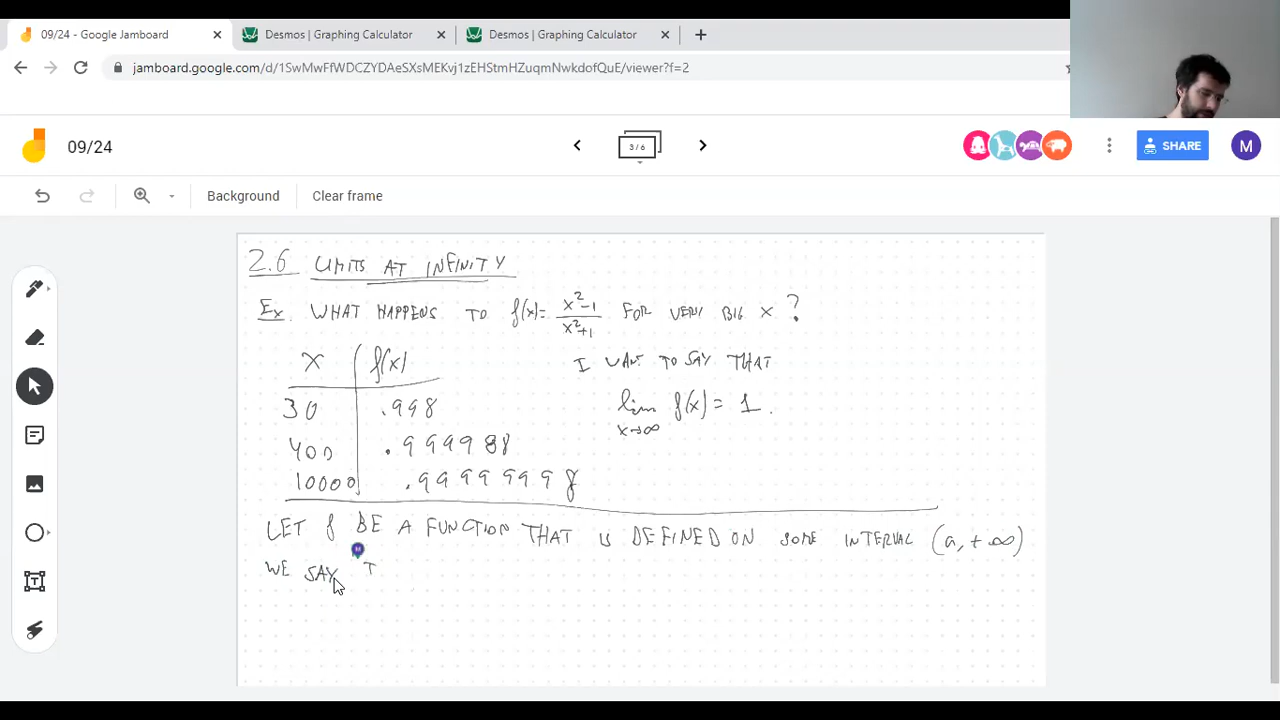 09/24 - Google Jamboard
Desmos | Graphing Calculator
Desmos | Graphing Calculator
jamboard.google.com/d/1SwMwFfWDCZYDAeSXsMEKvj1zEHStmHZuqmNwkdofQuE/viewer?f=2
09/24
3 / 6
SHARE
M
Background
Clear frame
2.6 LIMITS AT INFINITY
Ex. WHAT HAPPENS TO f(x)= x²-1/x²+1 FOR VERY BIG X ?
X f(x)
I WANT TO SAY THAT
30 .998
lim x→∞ f(x) = 1.
400 .999988
10000 .99999998
LET f BE A FUNCTION THAT IS DEFINED ON SOME INTERVAL (a, +∞)
M
WE SAY T